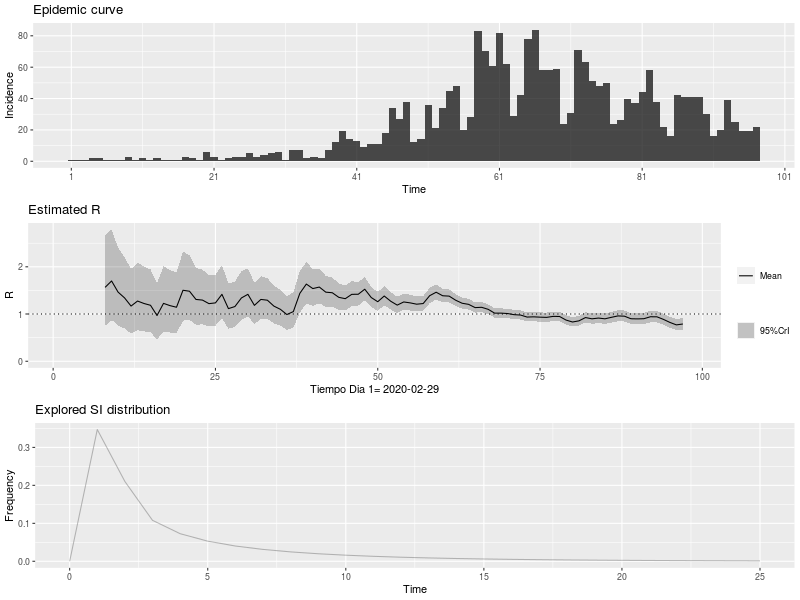 Epidemic curve
80
60
40
20
0
Incidence
1 21 41 61 81 101
Time
Estimated R
2
1
0
R
0 25 50 75 100
Tiempo Dia 1= 2020-02-29
Mean
95%CrI
Explored SI distribution
0.3
0.2
0.1
0.0
Frequency
0 5 10 15 20 25
Time